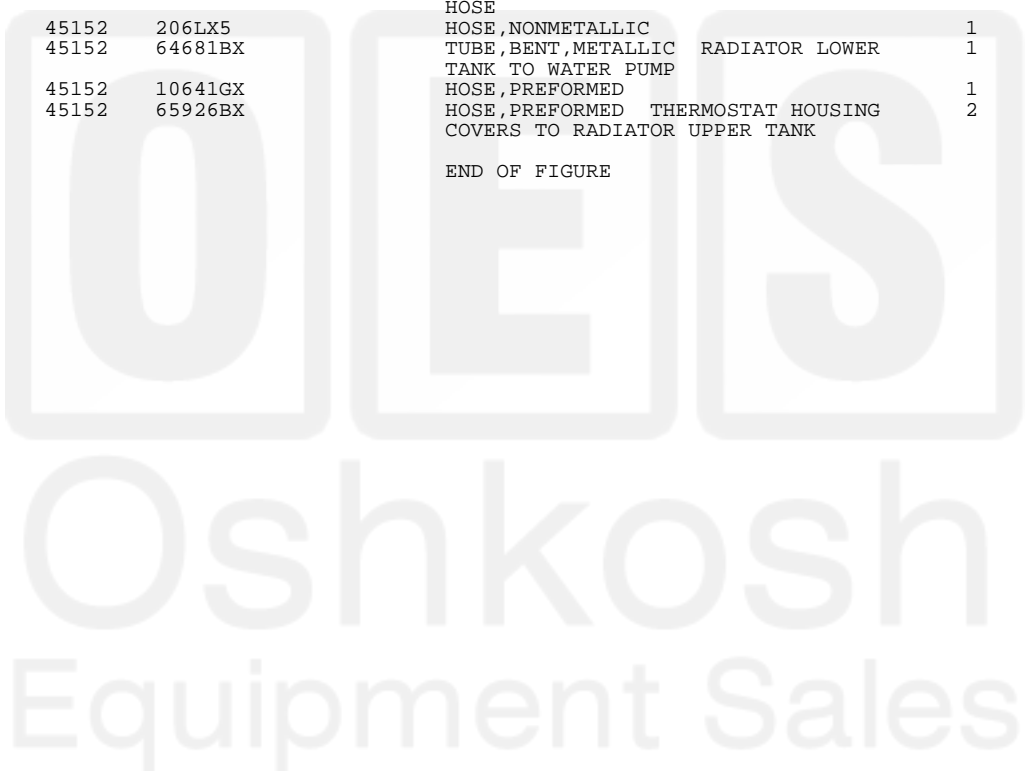 HOSE
45152 206LX5 HOSE,NONMETALLIC 1
45152 64681BX TUBE,BENT,METALLIC RADIATOR LOWER 1
TANK TO WATER PUMP
45152 10641GX HOSE,PREFORMED 1
45152 65926BX HOSE,PREFORMED THERMOSTAT HOUSING 2
COVERS TO RADIATOR UPPER TANK
END OF FIGURE
OES
Oshkosh
Equipment Sales